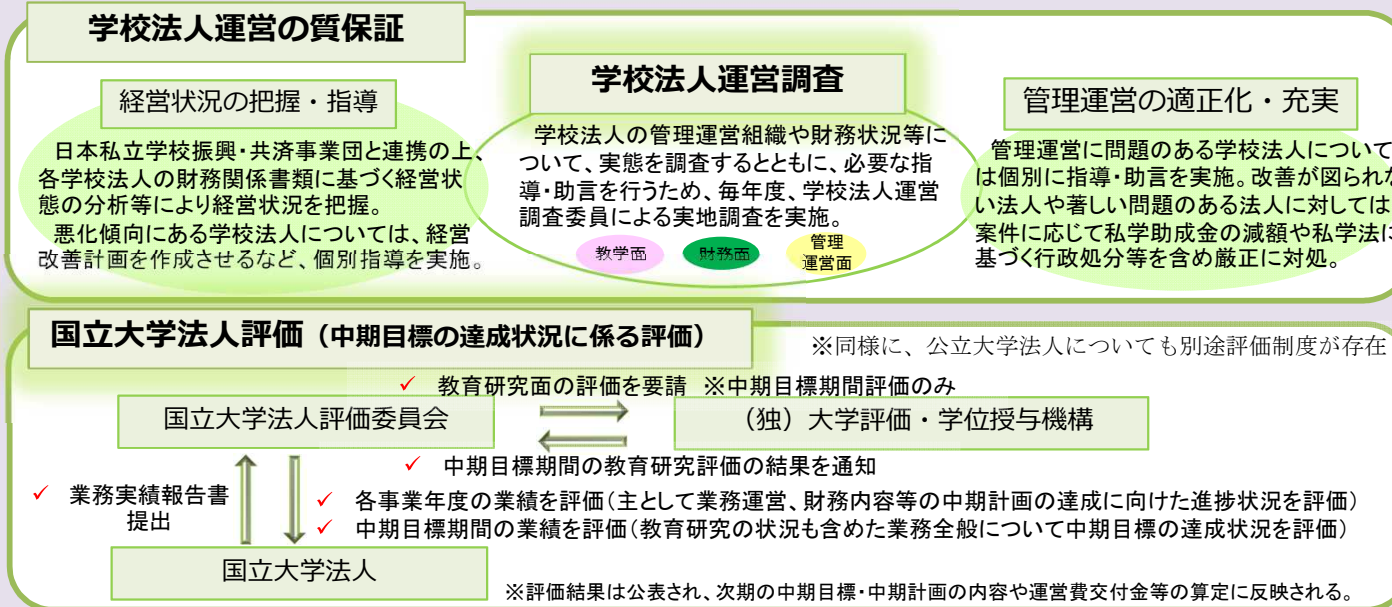 学校法人運営の質保証
経営状況の把握・指導
日本私立学校振興・共済事業団と連携の上、
各学校法人の財務関係書類に基づく経営状
態の分析等により経営状況を把握。
悪化傾向にある学校法人については、経営
改善計画を作成させるなど、個別指導を実施。
学校法人運営調査
学校法人の管理運営組織や財務状況等に
ついて、実態を調査するとともに、必要な指
導・助言を行うため、毎年度、学校法人運営
調査委員による実地調査を実施。
教学面
財務面
管理
運営面
管理運営の適正化・充実
管理運営に問題のある学校法人について
は個別に指導・助言を実施。改善が図られな
い法人や著しい問題のある法人に対しては
案件に応じて私学助成金の減額や私学法に
基づく行政処分等を含め厳正に対処。
国立大学法人評価（中期目標の達成状況に係る評価）
※同様に、公立大学法人についても別途評価制度が存在
✓ 教育研究面の評価を要請 ※中期目標期間評価のみ
国立大学法人評価委員会
（独）大学評価・学位授与機構
✓ 中期目標期間の教育研究評価の結果を通知
✓ 業務実績報告書
提出
✓ 各事業年度の業績を評価（主として業務運営、財務内容等の中期計画の達成に向けた進捗状況を評価）
✓ 中期目標期間の業績を評価（教育研究の状況も含めた業務全般について中期目標の達成状況を評価）
国立大学法人
※評価結果は公表され、次期の中期目標・中期計画の内容や運営費交付金等の算定に反映される。